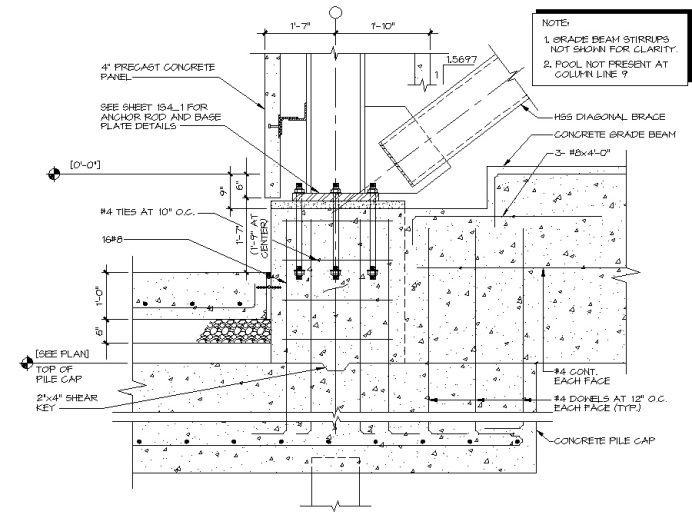 1'-7"
1'-10"
NOTE:
1. GRADE BEAM STIRRUPS
NOT SHOWN FOR CLARITY.
2. POOL NOT PRESENT AT
COLUMN LINE 9
1.5697
1
4" PRECAST CONCRETE
PANEL
SEE SHEET 1S4_1 FOR
ANCHOR ROD AND BASE
PLATE DETAILS
HSS DIAGONAL BRACE
CONCRETE GRADE BEAM
3- #8x4'-0"
[0'-0"]
9"
6"
#4 TIES AT 10" O.C.
1'-7"
(1'-9" AT
CENTER)
16#8
1'-0"
6"
[SEE PLAN]
TOP OF
PILE CAP
2"x4" SHEAR
KEY
#4 CONT.
EACH FACE
#4 DOWELS AT 12" O.C.
EACH FACE (TYP.)
CONCRETE PILE CAP